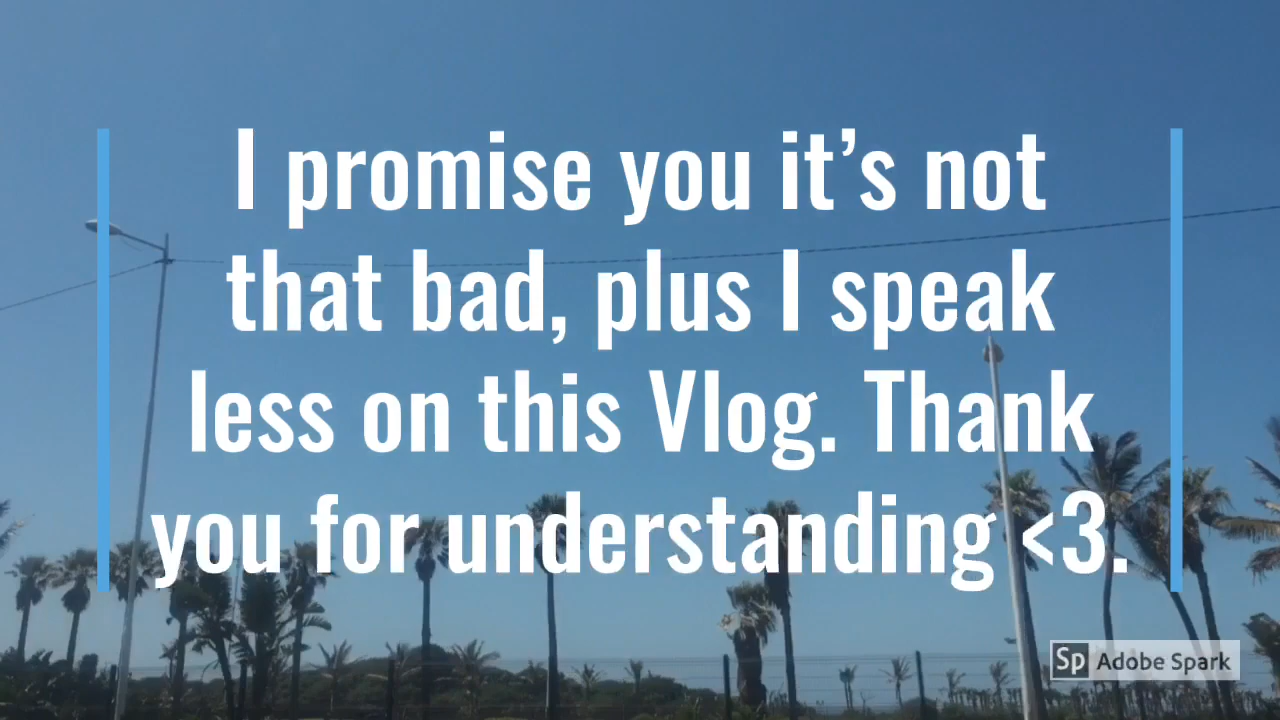 I promise you it’s not
that bad, plus I speak
less on this Vlog. Thank
you for understanding <3.
Sp Adobe Spark